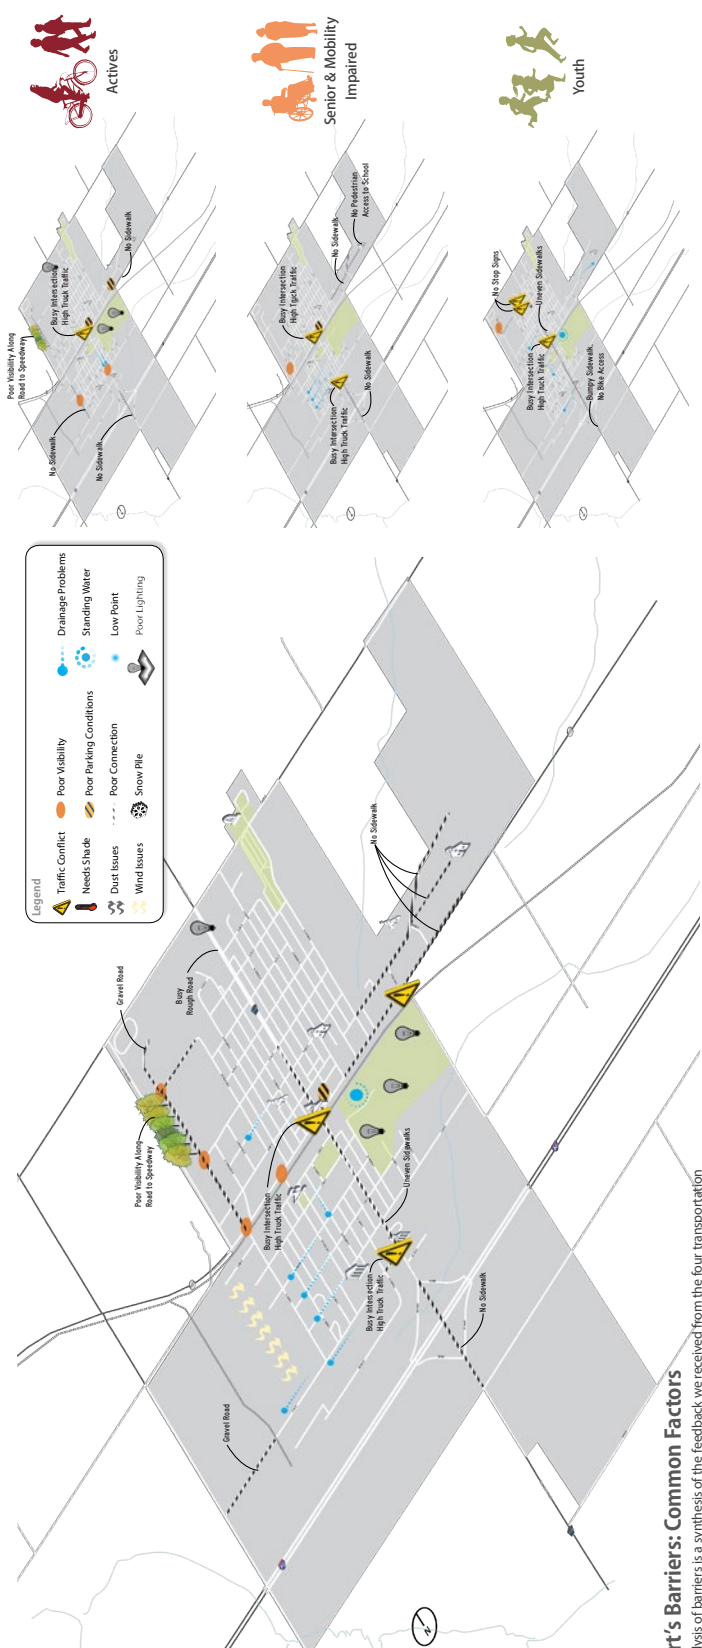 Actives
Senior & Mobility
Impaired
Youth
Poor Visibility Along
Road to Speedway
Busy Intersection
High Truck Traffic
No Sidewalk
No Sidewalk
No Sidewalk
Busy Intersection
High Truck Traffic
No Sidewalk
No Pedestrian
Access to School
Busy Intersection
High Truck Traffic
No Sidewalk
No Stop Signs
Uneven Sidewalks
Busy Intersection
High Truck Traffic
Bumpy Sidewalk,
No Bike Access
Legend
Traffic Conflict
Needs Shade
Dust Issues
Wind Issues
Poor Visibility
Poor Parking Conditions
Poor Connection
Snow Pile
Drainage Problems
Standing Water
Low Point
Poor Lighting
Gravel Road
Busy
Rough Road
No Sidewalk
Poor Visibility Along
Road to Speedway
Busy Intersection
High Truck Traffic
Uneven Sidewalks
Busy Intersection
High Truck Traffic
No Sidewalk
Gravel Road
N
rt's Barriers: Common Factors
lysis of barriers is a synthesis of the feedback we received from the four transportation